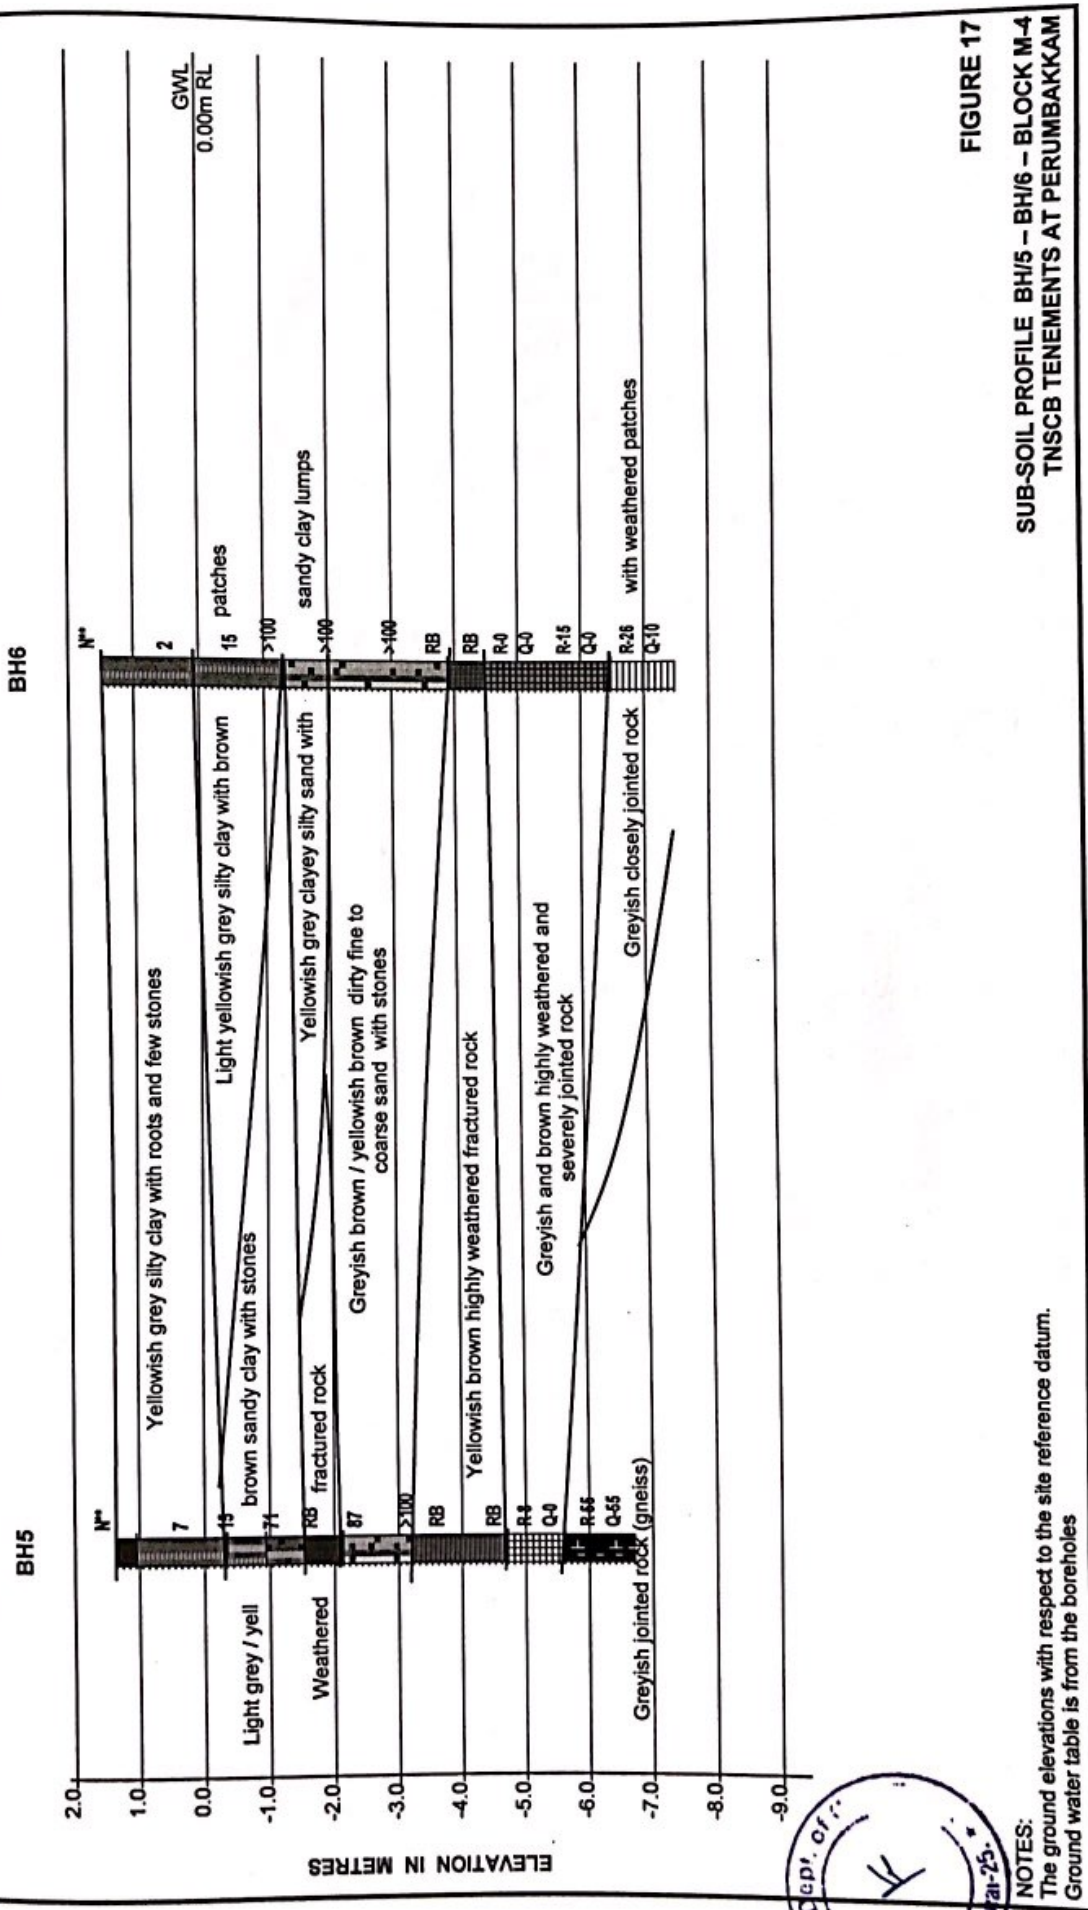 BH5
BH6
GWL
0.00m RL
N**
N**
2.0
1.0
0.0
-1.0
-2.0
-3.0
-4.0
-5.0
-6.0
-7.0
-8.0
-9.0
ELEVATION IN METRES
7
15
71
RB
87
>100
RB
RB
R-8
Q-0
R-65
Q-65
2
15
>100
>100
>100
RB
RB
R-0
Q-0
R-15
Q-0
R-26
Q-10
Yellowish grey silty clay with roots and few stones
Light yellowish grey silty clay with brown patches
Light grey / yell brown sandy clay with stones
Yellowish grey clayey silty sand with sandy clay lumps
Weathered fractured rock
Greyish brown / yellowish brown dirty fine to
coarse sand with stones
Yellowish brown highly weathered fractured rock
Greyish and brown highly weathered and
severely jointed rock
Greyish closely jointed rock with weathered patches
Greyish jointed rock (gneiss)
FIGURE 17
SUB-SOIL PROFILE BH/5 – BH/6 – BLOCK M-4
TNSCB TENEMENTS AT PERUMBAKKAM
NOTES:
The ground elevations with respect to the site reference datum.
Ground water table is from the boreholes